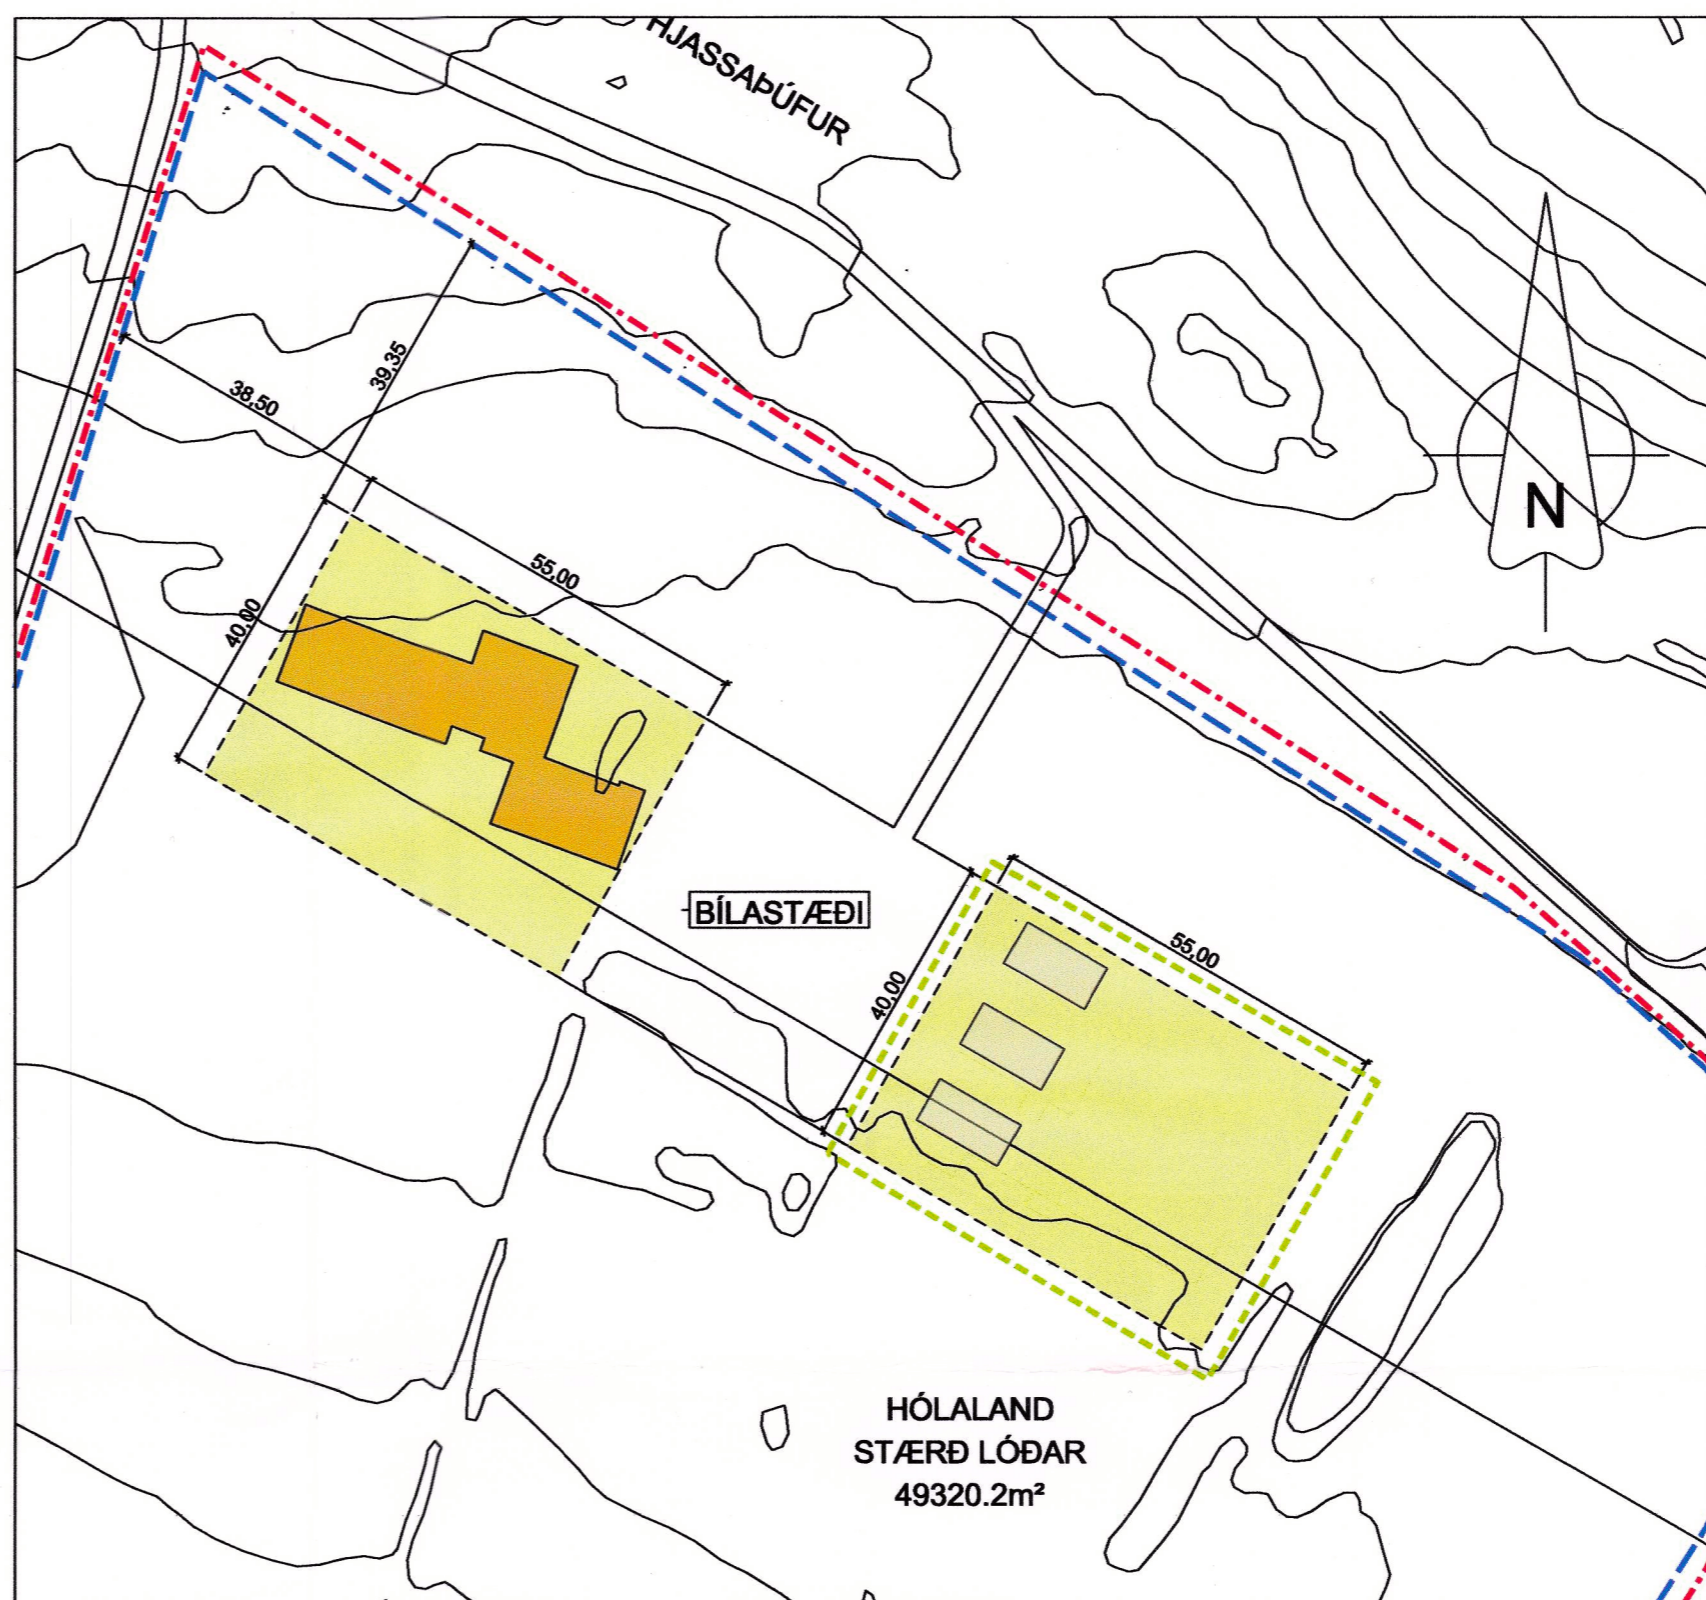 HJASSAÞÚFUR
39,35
38,50
N
55,00
40,00
BÍLASTÆÐI
55,00
40,00
HÓLALAND
STÆRÐ LÓÐAR
49320.2m²